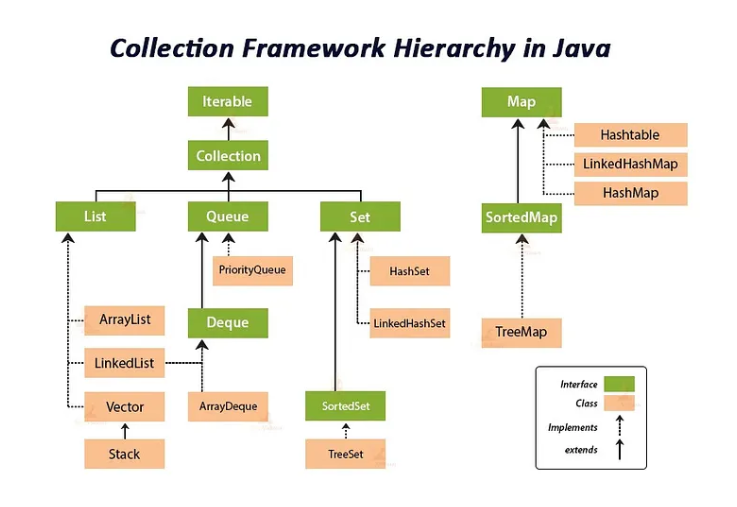 Collection Framework Hierarchy in Java
Iterable
Map
Hashtable
Collection
LinkedHashMap
HashMap
List
Queue
Set
SortedMap
PriorityQueue
HashSet
ArrayList
Deque
LinkedHashSet
TreeMap
LinkedList
Interface
Class
Vector
ArrayDeque
SortedSet
Implements
extends
Stack
TreeSet